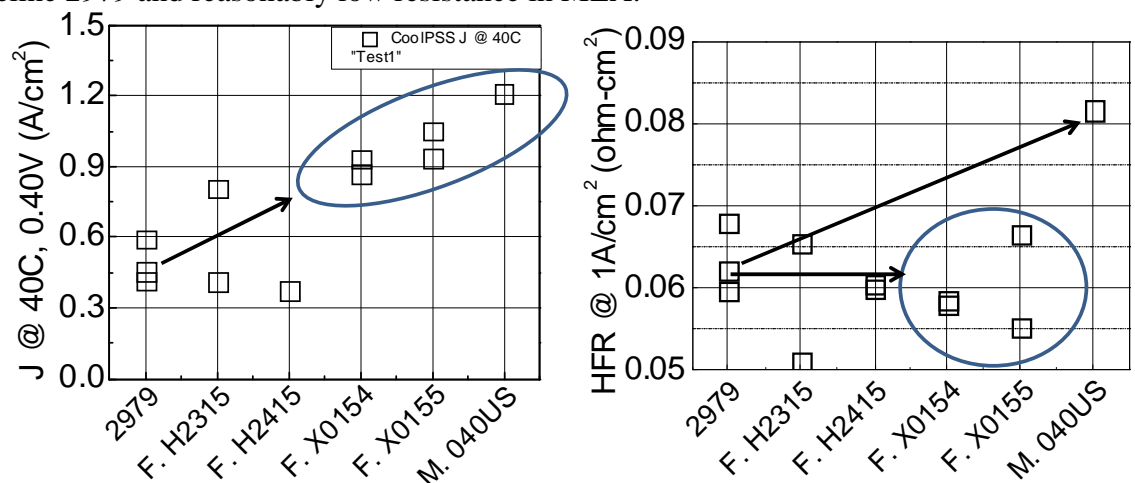 eline 2979 and reasonably low resistance in MEA.
1.5
1.2
0.9
0.6
0.3
0.0
J @ 40C, 0.40V (A/cm²)
CoolPSS J @ 40C
"Test1"
2979
F. H2315
F. H2415
F. X0154
F. X0155
M. 040US
0.09
0.08
0.07
0.06
0.05
HFR @ 1A/cm² (ohm-cm²)
2979
F. H2315
F. H2415
F. X0154
F. X0155
M. 040US